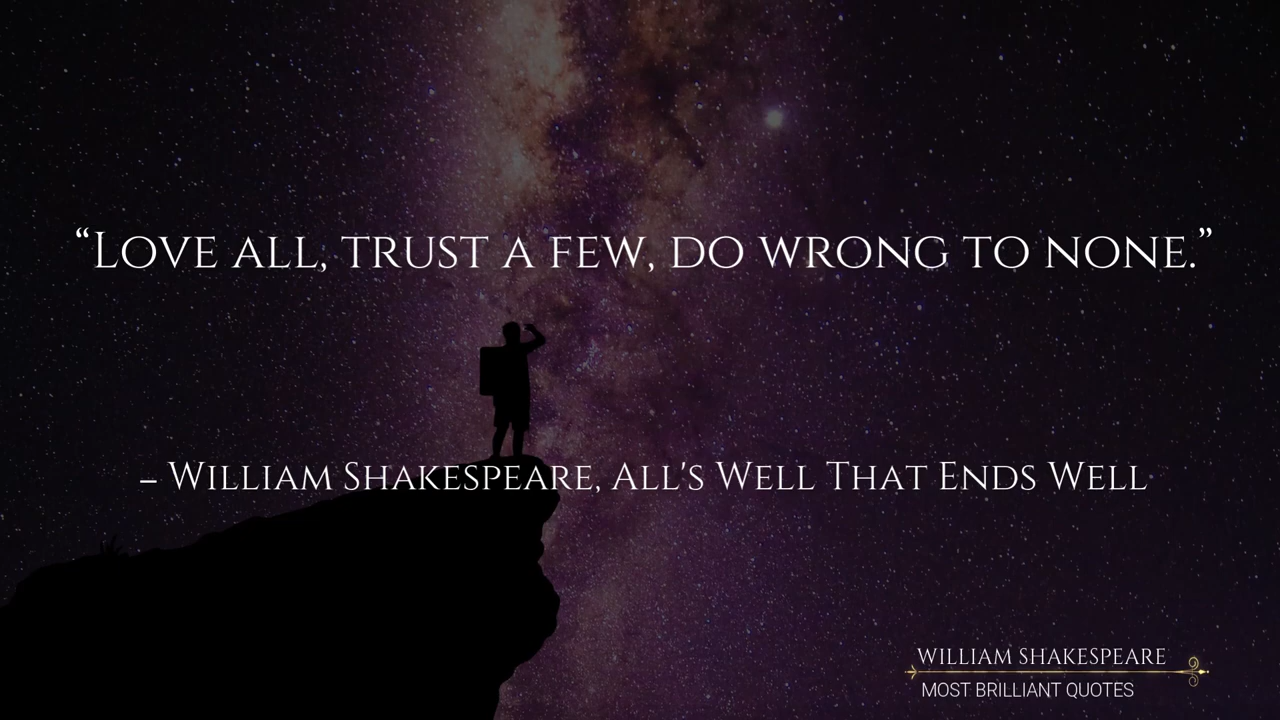 “Love all, trust a few, do wrong to none.”
– William Shakespeare, All's Well That Ends Well
WILLIAM SHAKESPEARE
MOST BRILLIANT QUOTES